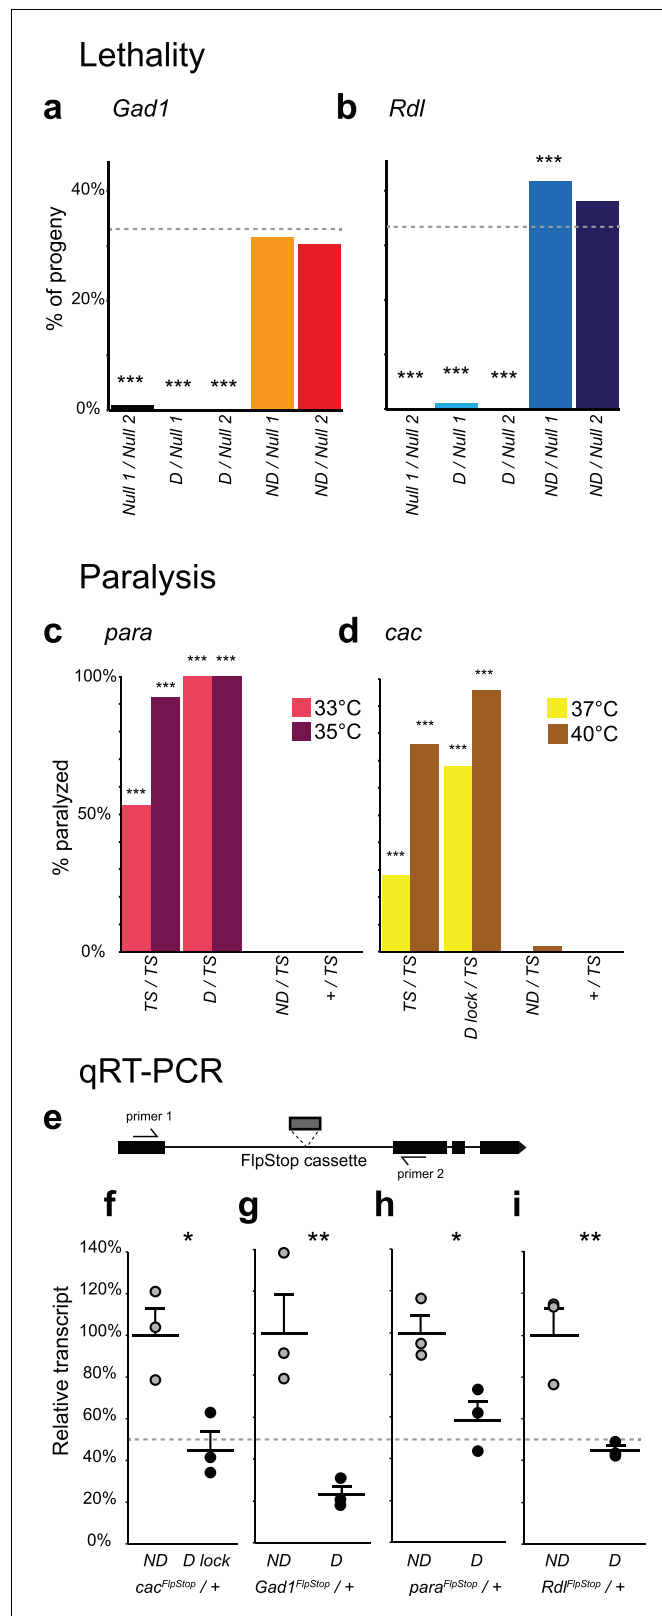 Lethality
a Gad1
b Rdl
% of progeny
40%
20%
0%
*** *** ***
*** *** *** ***
Null 1 / Null 2
D / Null 1
D / Null 2
ND / Null 1
ND / Null 2
Null 1 / Null 2
D / Null 1
D / Null 2
ND / Null 1
ND / Null 2
Paralysis
c para
d cac
% paralyzed
100%
50%
0%
*** *** *** ***
33°C
35°C
*** *** *** ***
37°C
40°C
TS / TS
D / TS
ND / TS
+ / TS
TS / TS
D lock / TS
ND / TS
+ / TS
qRT-PCR
e
primer 1
FlpStop cassette
primer 2
f g h i
* ** * **
Relative transcript
140%
120%
100%
80%
60%
40%
20%
0%
ND D lock ND D ND D ND D
cacFlpStop / + Gad1FlpStop / + paraFlpStop / + RdlFlpStop / +